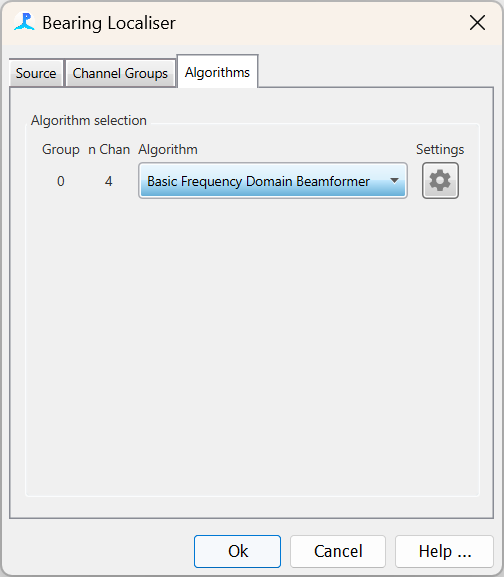 Bearing Localiser
Source Channel Groups Algorithms
Algorithm selection
Group n Chan Algorithm Settings
0 4 Basic Frequency Domain Beamformer
Ok Cancel Help ...